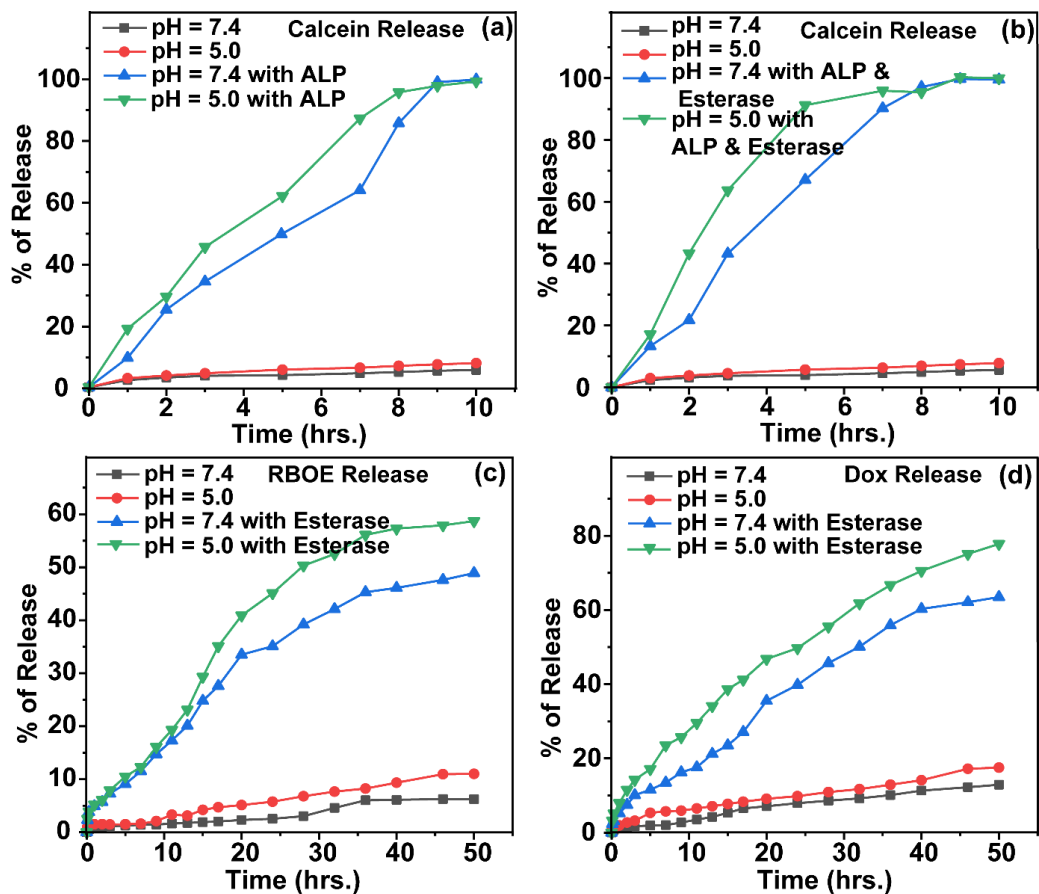 pH = 7.4
pH = 5.0
pH = 7.4 with ALP
pH = 5.0 with ALP
Calcein Release
(a)
% of Release
100
80
60
40
20
0
0 2 4 6 8 10
Time (hrs.)
pH = 7.4
pH = 5.0
pH = 7.4 with ALP &
Esterase
pH = 5.0 with
ALP & Esterase
Calcein Release
(b)
% of Release
100
80
60
40
20
0
0 2 4 6 8 10
Time (hrs.)
pH = 7.4
pH = 5.0
pH = 7.4 with Esterase
pH = 5.0 with Esterase
RBOE Release
(c)
% of Release
60
50
40
30
20
10
0
0 10 20 30 40 50
Time (hrs.)
pH = 7.4
pH = 5.0
pH = 7.4 with Esterase
pH = 5.0 with Esterase
Dox Release
(d)
% of Release
80
60
40
20
0
0 10 20 30 40 50
Time (hrs.)